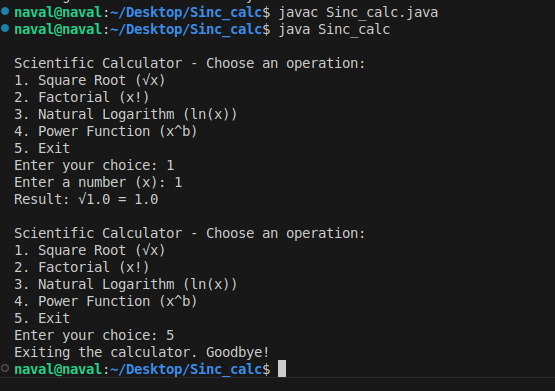 naval@naval:~/Desktop/Sinc_calc$ javac Sinc_calc.java
naval@naval:~/Desktop/Sinc_calc$ java Sinc_calc
Scientific Calculator - Choose an operation:
1. Square Root (√x)
2. Factorial (x!)
3. Natural Logarithm (ln(x))
4. Power Function (x^b)
5. Exit
Enter your choice: 1
Enter a number (x): 1
Result: √1.0 = 1.0
Scientific Calculator - Choose an operation:
1. Square Root (√x)
2. Factorial (x!)
3. Natural Logarithm (ln(x))
4. Power Function (x^b)
5. Exit
Enter your choice: 5
Exiting the calculator. Goodbye!
naval@naval:~/Desktop/Sinc_calc$